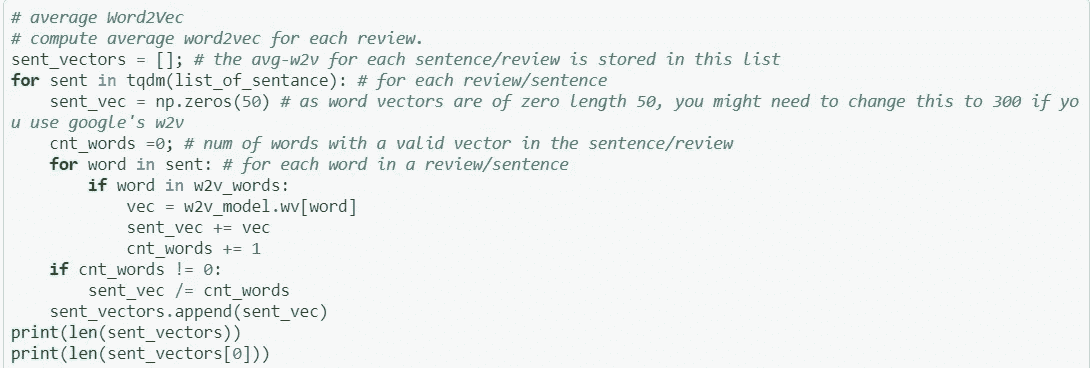 # average Word2Vec
# compute average word2vec for each review.
sent_vectors = []; # the avg-w2v for each sentence/review is stored in this list
for sent in tqdm(list_of_sentance): # for each review/sentence
    sent_vec = np.zeros(50) # as word vectors are of zero length 50, you might need to change this to 300 if yo
u use google's w2v
    cnt_words =0; # num of words with a valid vector in the sentence/review
    for word in sent: # for each word in a review/sentence
        if word in w2v_words:
            vec = w2v_model.wv[word]
            sent_vec += vec
            cnt_words += 1
    if cnt_words != 0:
        sent_vec /= cnt_words
    sent_vectors.append(sent_vec)
print(len(sent_vectors))
print(len(sent_vectors[0]))